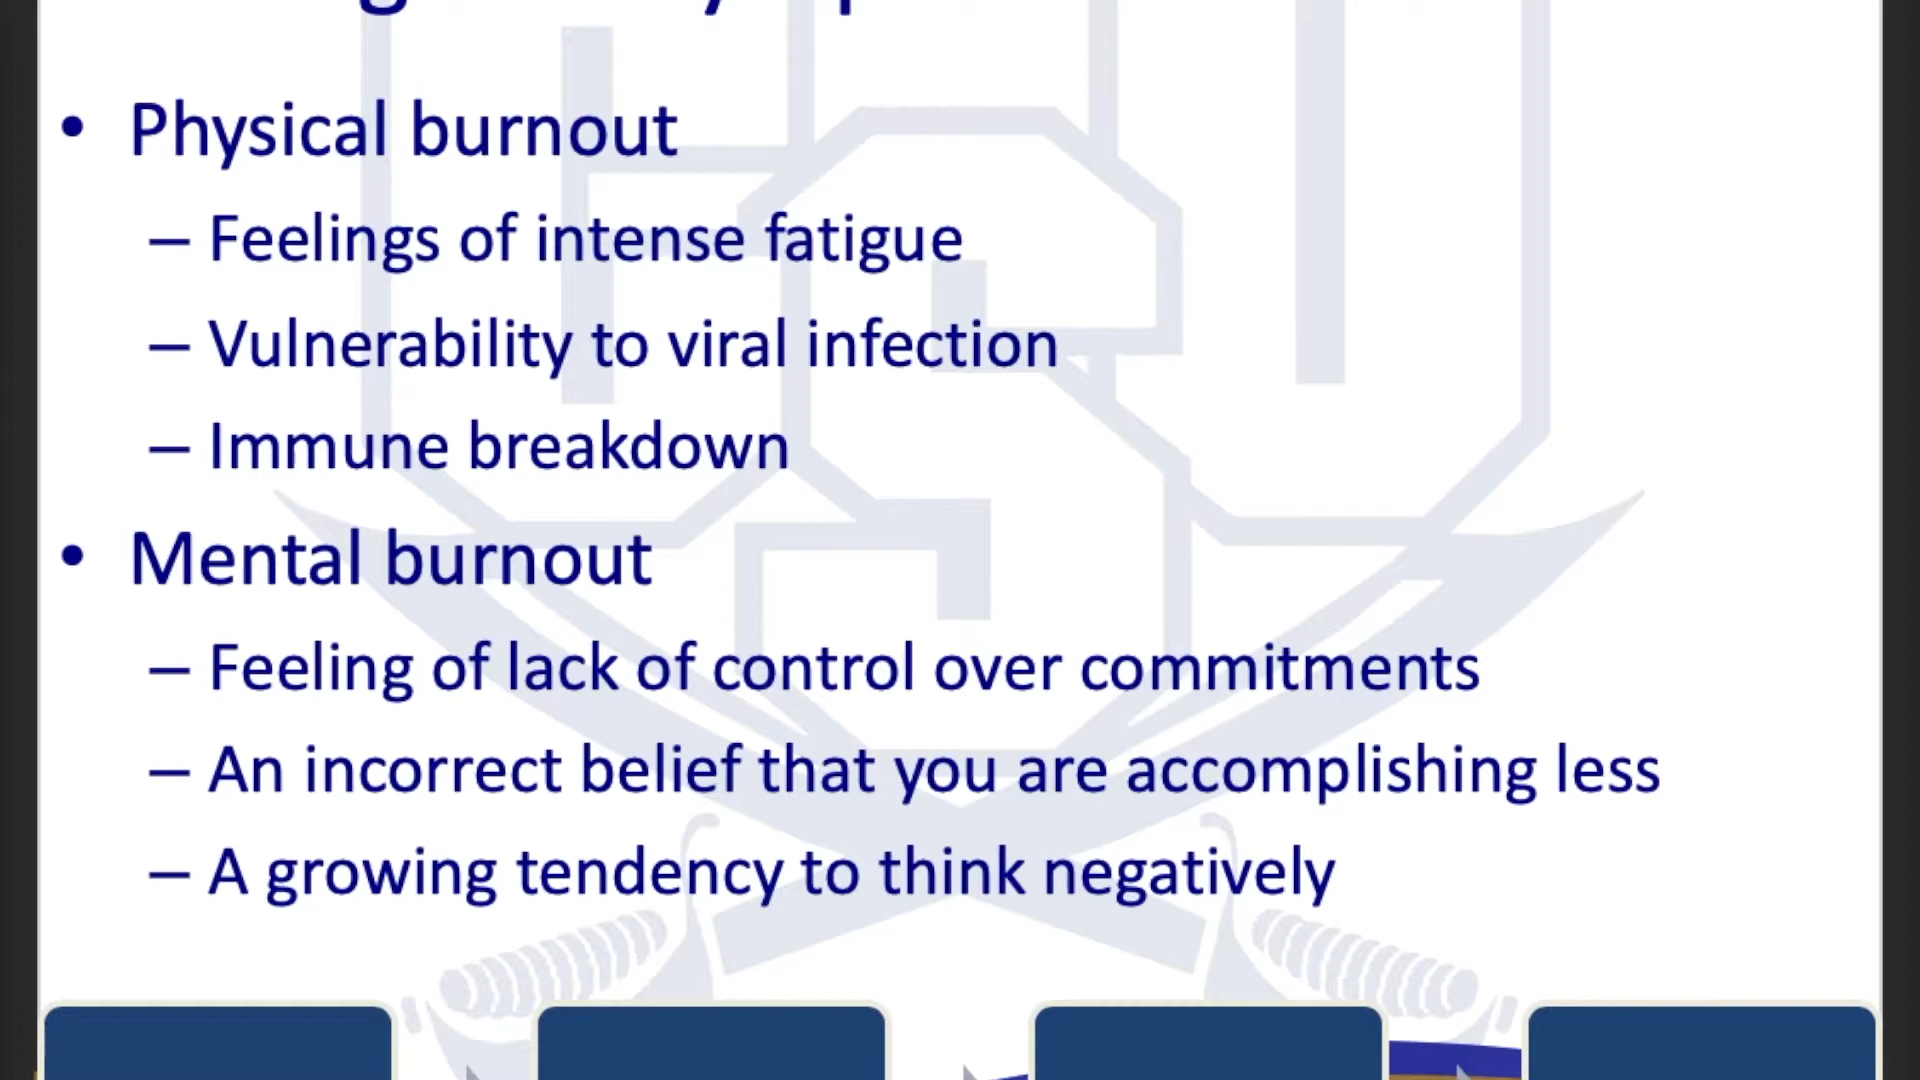 • Physical burnout
– Feelings of intense fatigue
– Vulnerability to viral infection
– Immune breakdown
• Mental burnout
– Feeling of lack of control over commitments
– An incorrect belief that you are accomplishing less
– A growing tendency to think negatively